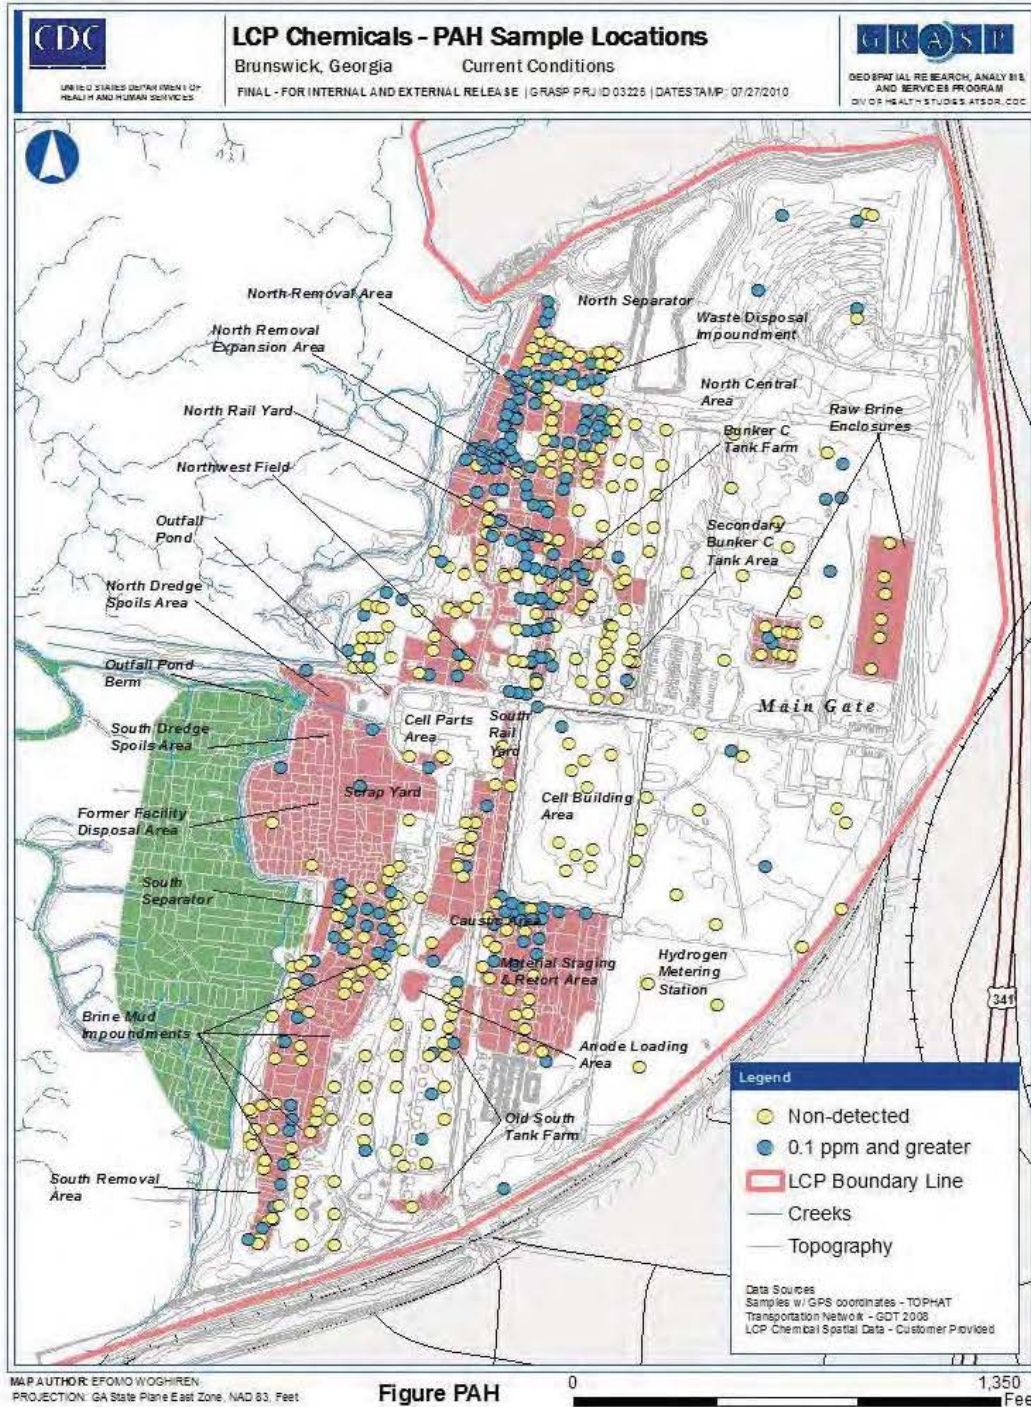 CDC
UNITED STATES DEPARTMENT OF
HEALTH AND HUMAN SERVICES
LCP Chemicals - PAH Sample Locations
Brunswick, Georgia Current Conditions
FINAL - FOR INTERNAL AND EXTERNAL RELEASE | GRASP PRJ ID 03225 | DATESTAMP: 07/27/2010
GRASP
GEOSPATIAL RESEARCH, ANALYSIS,
AND SERVICES PROGRAM
DIV OF HEALTH STUDIES, ATSDR, CDC
North Removal Area
North Separator
North Removal
Expansion Area
Waste Disposal
Impoundment
North Central
Area
North Rail Yard
Raw Brine
Enclosures
Bunker C
Tank Farm
Northwest Field
Outfall
Pond
Secondary
Bunker C
Tank Area
North Dredge
Spoils Area
Outfall Pond
Berm
Main Gate
South Dredge
Spoils Area
Cell Parts
Area
South
Rail
Yard
Scrap Yard
Cell Building
Area
Former Facility
Disposal Area
South
Separator
Caustic Area
Material Staging
& Retort Area
Hydrogen
Metering
Station
Brine Mud
Impoundments
341
Anode Loading
Area
Old South
Tank Farm
South Removal
Area
Legend
Non-detected
0.1 ppm and greater
LCP Boundary Line
Creeks
Topography
Data Sources
Samples w/ GPS coordinates - TOPHAT
Transportation Network - GDT 2008
LCP Chemical Spatial Data - Customer Provided
MAP AUTHOR: EFOMO WOGHIREN
PROJECTION: GA State Plane East Zone, NAD 83, Feet
Figure PAH
0 1,350
Fee